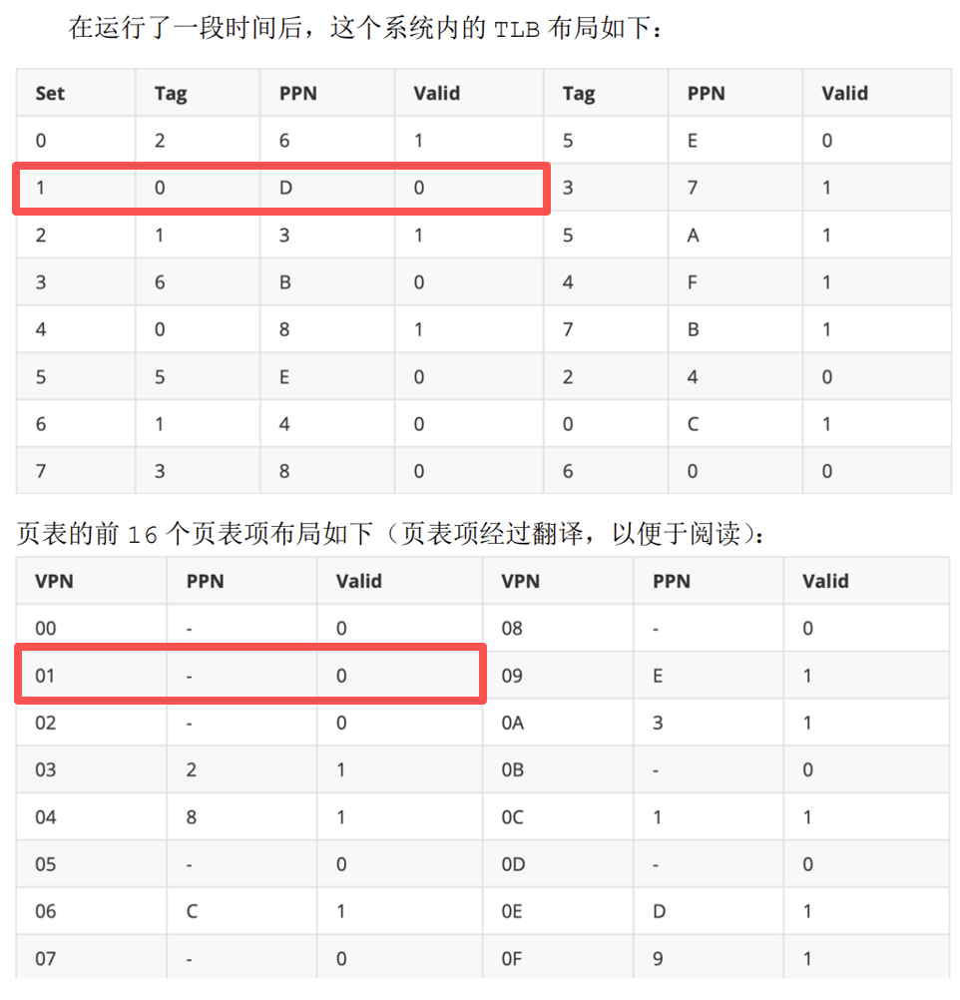 在运行了一段时间后，这个系统内的 TLB 布局如下：
Set Tag PPN Valid Tag PPN Valid
0 2 6 1 5 E 0
1 0 D 0 3 7 1
2 1 3 1 5 A 1
3 6 B 0 4 F 1
4 0 8 1 7 B 1
5 5 E 0 2 4 0
6 1 4 0 0 C 1
7 3 8 0 6 0 0
页表的前 16 个页表项布局如下（页表项经过翻译，以便于阅读）：
VPN PPN Valid VPN PPN Valid
00 - 0 08 - 0
01 - 0 09 E 1
02 - 0 0A 3 1
03 2 1 0B - 0
04 8 1 0C 1 1
05 - 0 0D - 0
06 C 1 0E D 1
07 - 0 0F 9 1